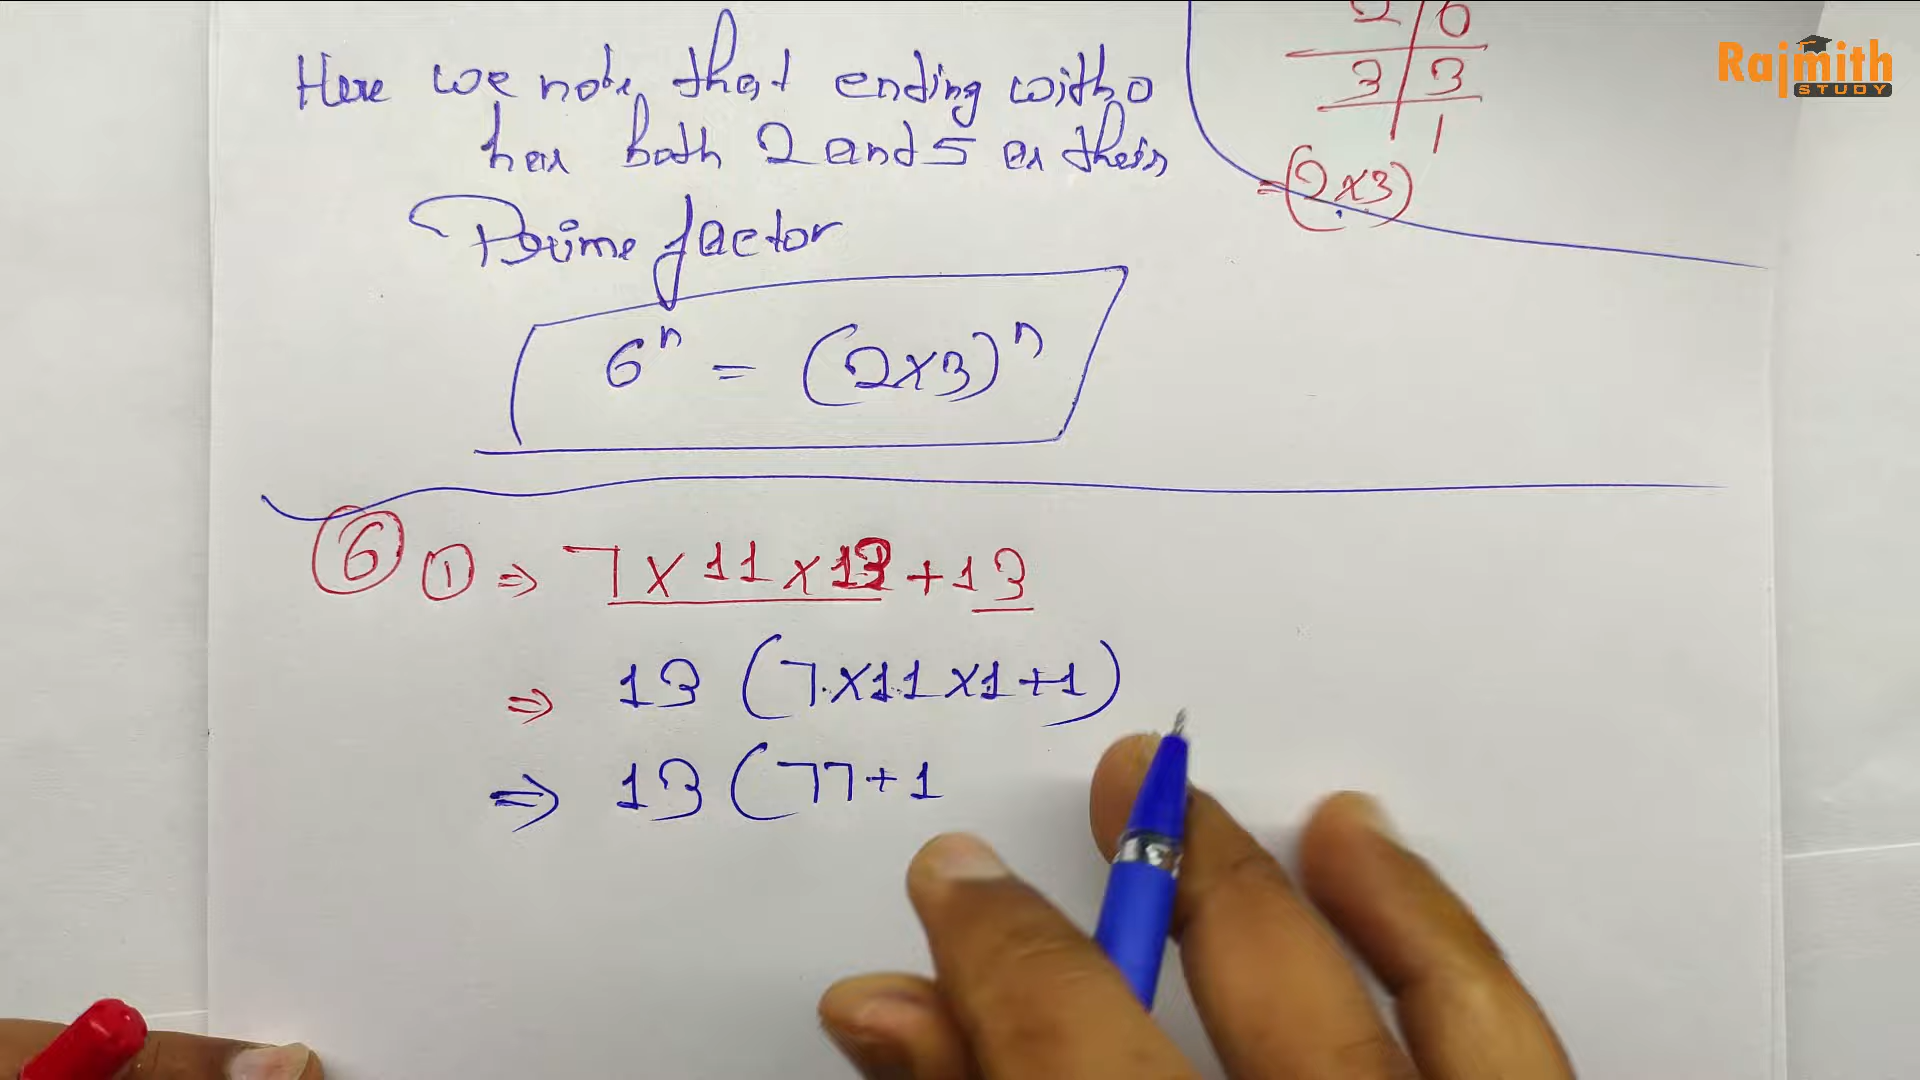 Here we note that ending with 0
has both 2 and 5 as their
Prime factor
6ⁿ = (2×3)ⁿ
2 | 6
3 | 3
1
=(2×3)
Rajmith
STUDY
6 1 ⇒ 7×11×13+13
⇒ 13 (7×11×1+1)
⇒ 13 (77+1